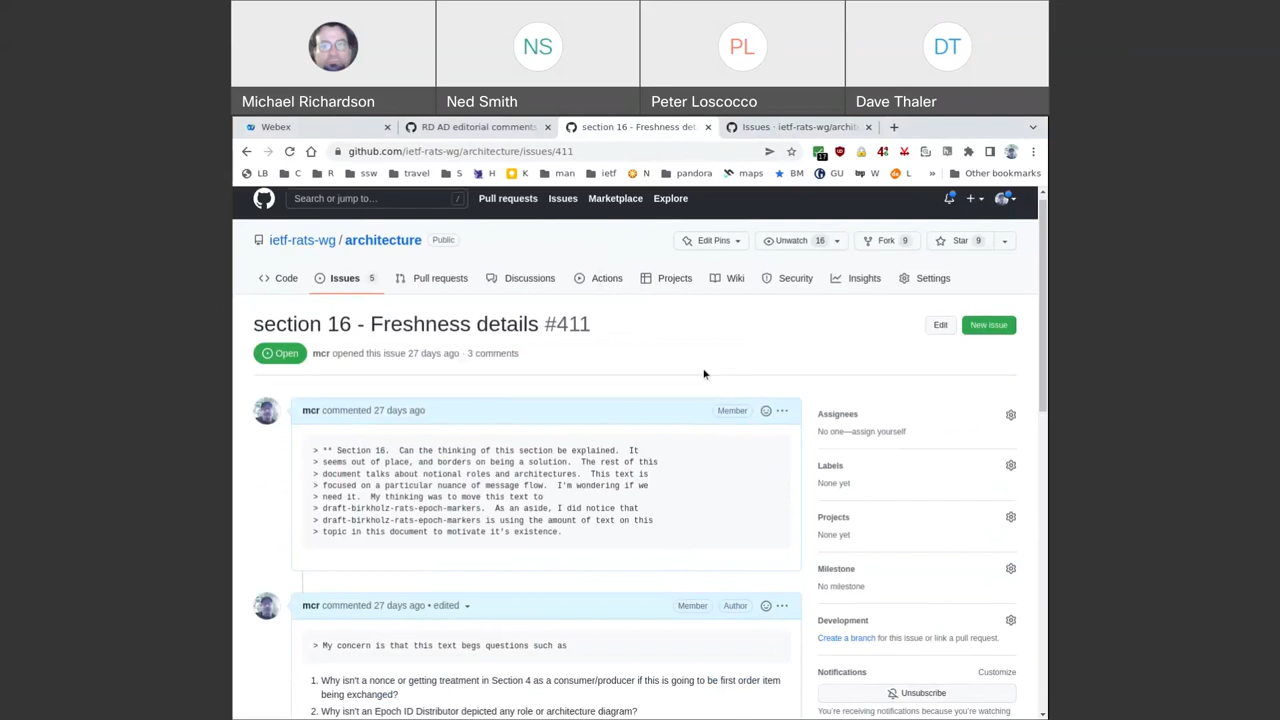 NS
PL
DT
Michael Richardson
Ned Smith
Peter Loscocco
Dave Thaler
Webex
RD AD editorial comments
section 16 - Freshness det
Issues · ietf-rats-wg/archit
github.com/ietf-rats-wg/architecture/issues/411
17
LB
C
R
ssw
travel
S
H
K
man
ietf
N
pandora
maps
BM
GU
W
L
»
Other bookmarks
Search or jump to…
/
Pull requests
Issues
Marketplace
Explore
ietf-rats-wg / architecture
Public
Edit Pins
Unwatch 16
Fork 9
Star 9
Code
Issues 5
Pull requests
Discussions
Actions
Projects
Wiki
Security
Insights
Settings
section 16 - Freshness details #411
Edit
New issue
Open
mcr opened this issue 27 days ago · 3 comments
mcr commented 27 days ago
Member
> ** Section 16. Can the thinking of this section be explained. It
> seems out of place, and borders on being a solution. The rest of this
> document talks about notional roles and architectures. This text is
> focused on a particular nuance of message flow. I'm wondering if we
> need it. My thinking was to move this text to
> draft-birkholz-rats-epoch-markers. As an aside, I did notice that
> draft-birkholz-rats-epoch-markers is using the amount of text on this
> topic in this document to motivate it's existence.
mcr commented 27 days ago • edited
Member
Author
> My concern is that this text begs questions such as
1. Why isn't a nonce or getting treatment in Section 4 as a consumer/producer if this is going to be first order item
being exchanged?
2. Why isn't an Epoch ID Distributor depicted any role or architecture diagram?
Assignees
No one—assign yourself
Labels
None yet
Projects
None yet
Milestone
No milestone
Development
Create a branch for this issue or link a pull request.
Notifications
Customize
Unsubscribe
You're receiving notifications because you're watching